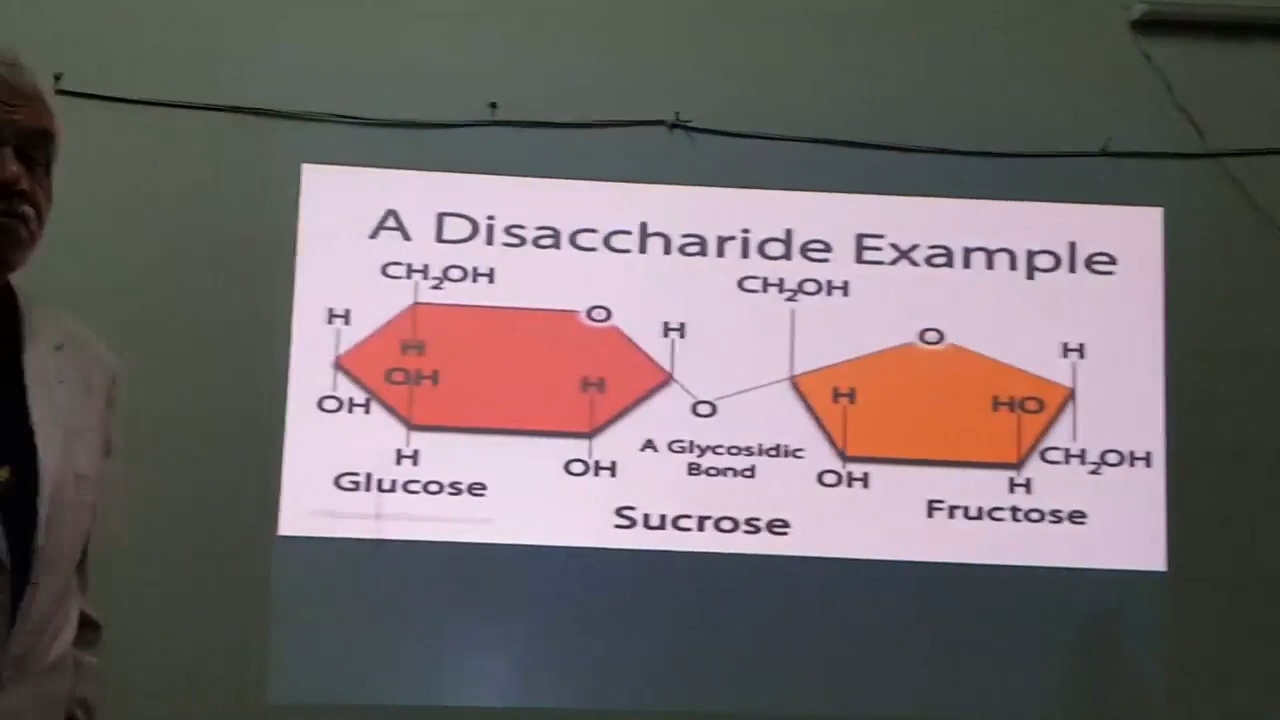 A Disaccharide Example
CH₂OH
CH₂OH
O
H
H
O
H
H
OH
H
H
HO
OH
O
A Glycosidic
Bond
CH₂OH
H
OH
OH
H
Glucose
Sucrose
Fructose